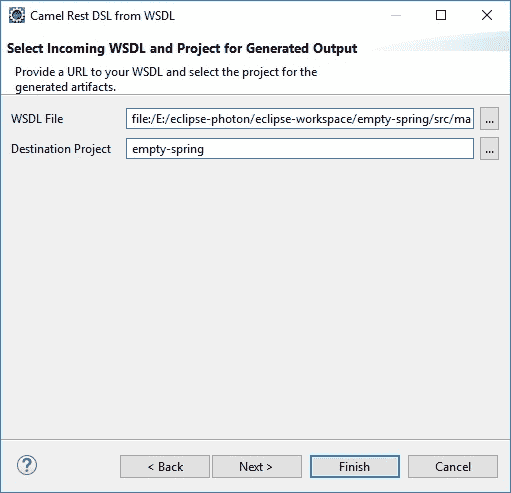 Camel Rest DSL from WSDL
Select Incoming WSDL and Project for Generated Output
Provide a URL to your WSDL and select the project for the
generated artifacts.
WSDL File file:/E:/eclipse-photon/eclipse-workspace/empty-spring/src/ma ...
Destination Project empty-spring ...
? < Back Next > Finish Cancel